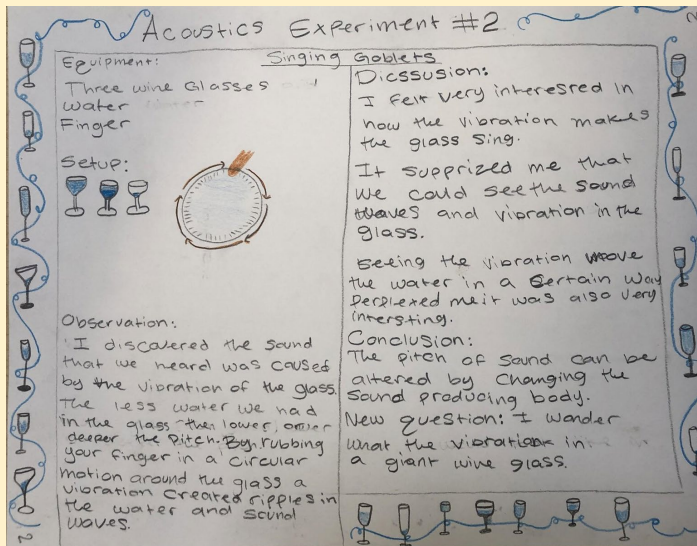 Acoustics Experiment #2
Singing Goblets
Equipment:
Three wine Glasses
Water
Finger
Setup:
Observation:
I discovered the sound
that we heard was caused
by the vibration of the glass.
The less water we had
in the glass then lower, or
deeper the pitch. By rubbing
your finger in a circular
motion around the glass a
vibration created ripples in
the water and sound
waves.
Dicssusion:
I felt very interesred in
how the vibration makes
the glass sing.
It supprized me that
we could see the sound
waves and vibration in the
glass.
Seeing the vibration move
the water in a certain way
perplexed me it was also very
intersting.
Conclusion:
The pitch of sound can be
altered by changing the
sound producing body.
New question: I wonder
what the vibration in
a giant wine glass.
2